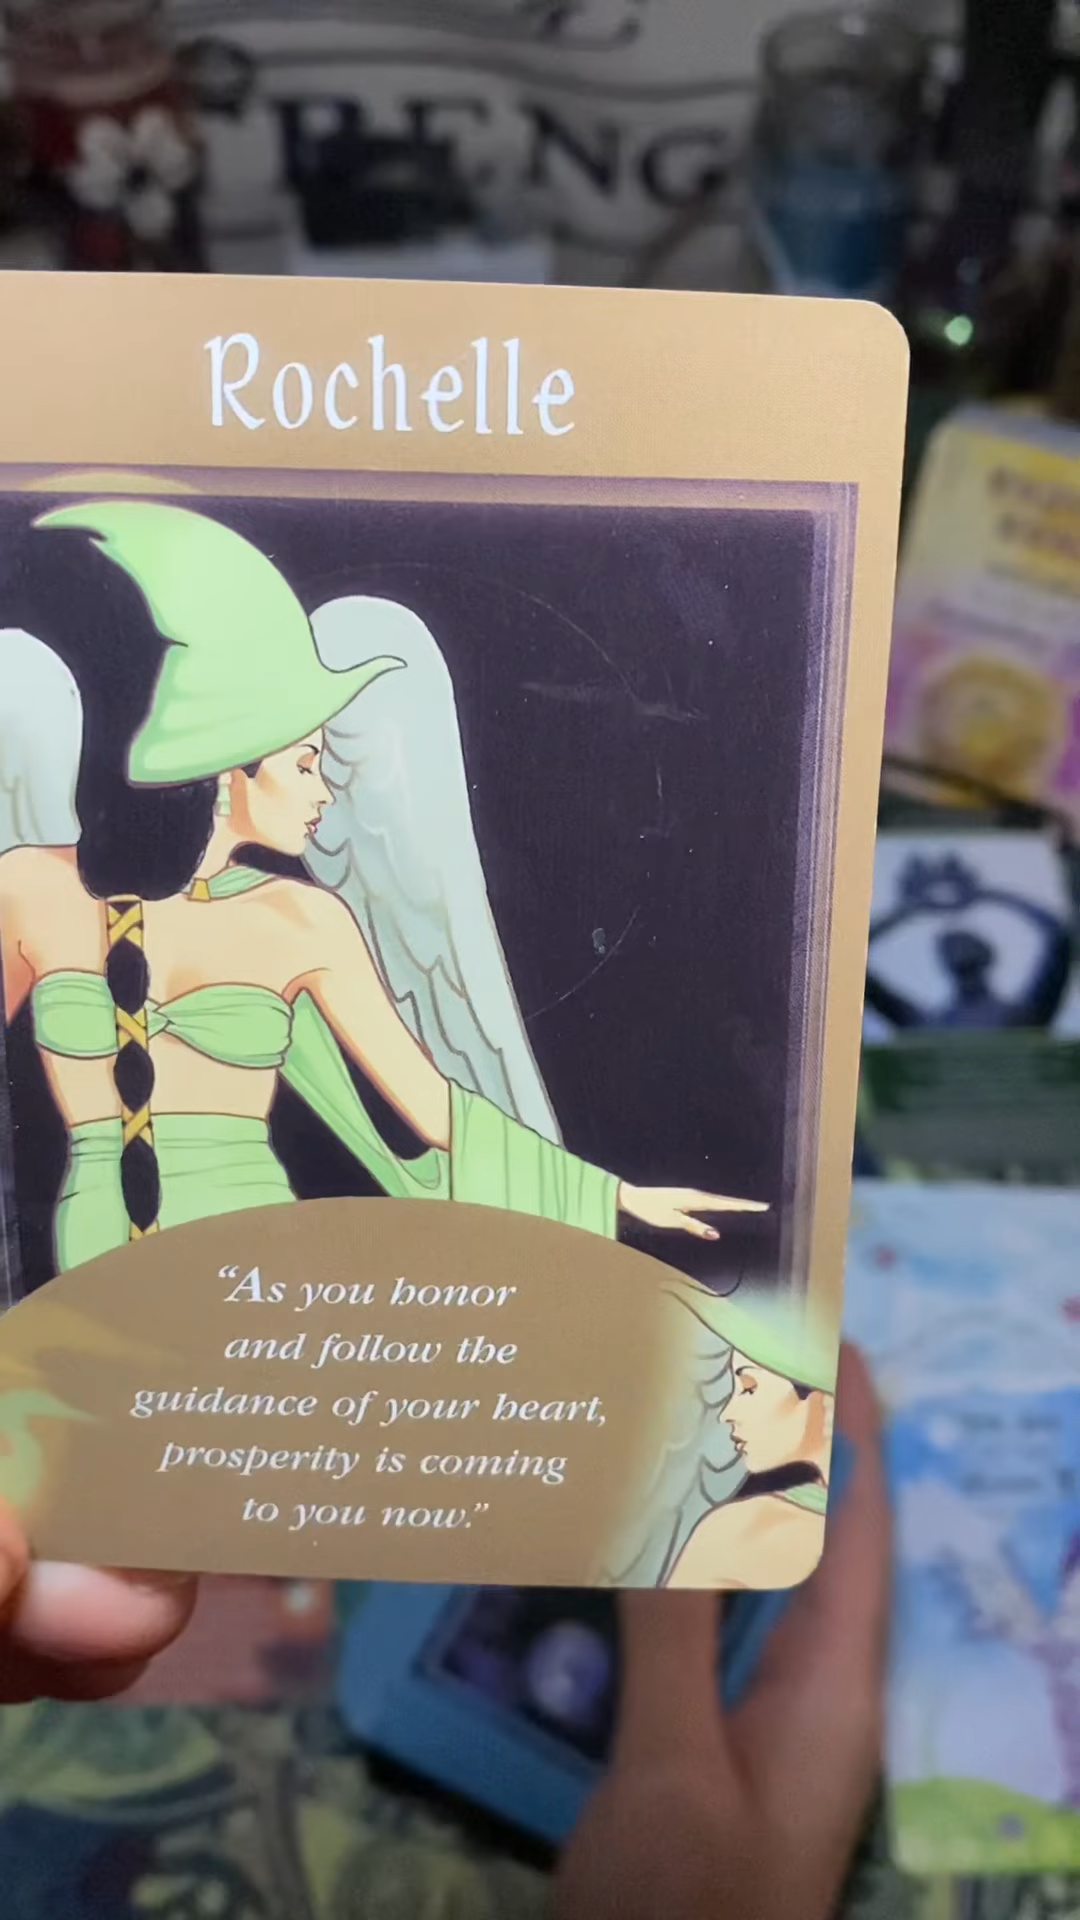 Rochelle
“As you honor
and follow the
guidance of your heart,
prosperity is coming
to you now.”